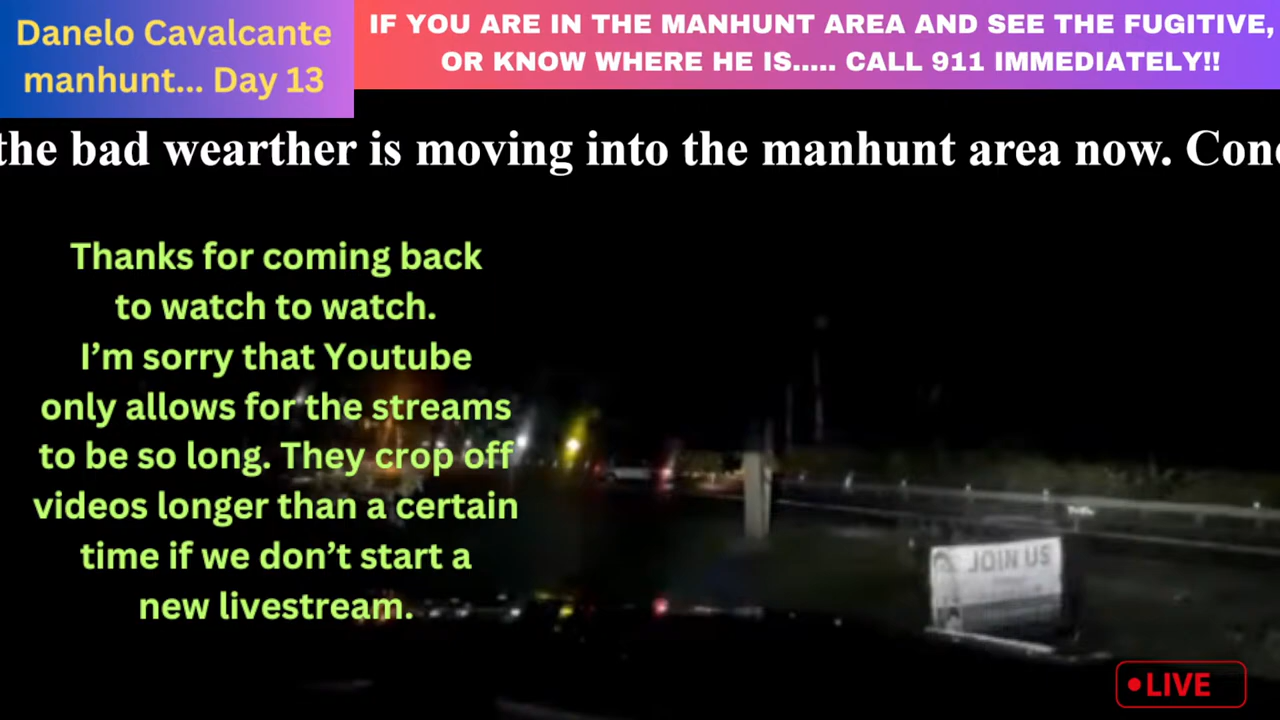 Danelo Cavalcante
manhunt... Day 13
IF YOU ARE IN THE MANHUNT AREA AND SEE THE FUGITIVE,
OR KNOW WHERE HE IS..... CALL 911 IMMEDIATELY!!
the bad wearther is moving into the manhunt area now. Con
Thanks for coming back
to watch to watch.
I’m sorry that Youtube
only allows for the streams
to be so long. They crop off
videos longer than a certain
time if we don’t start a
new livestream.
JOIN US
LIVE